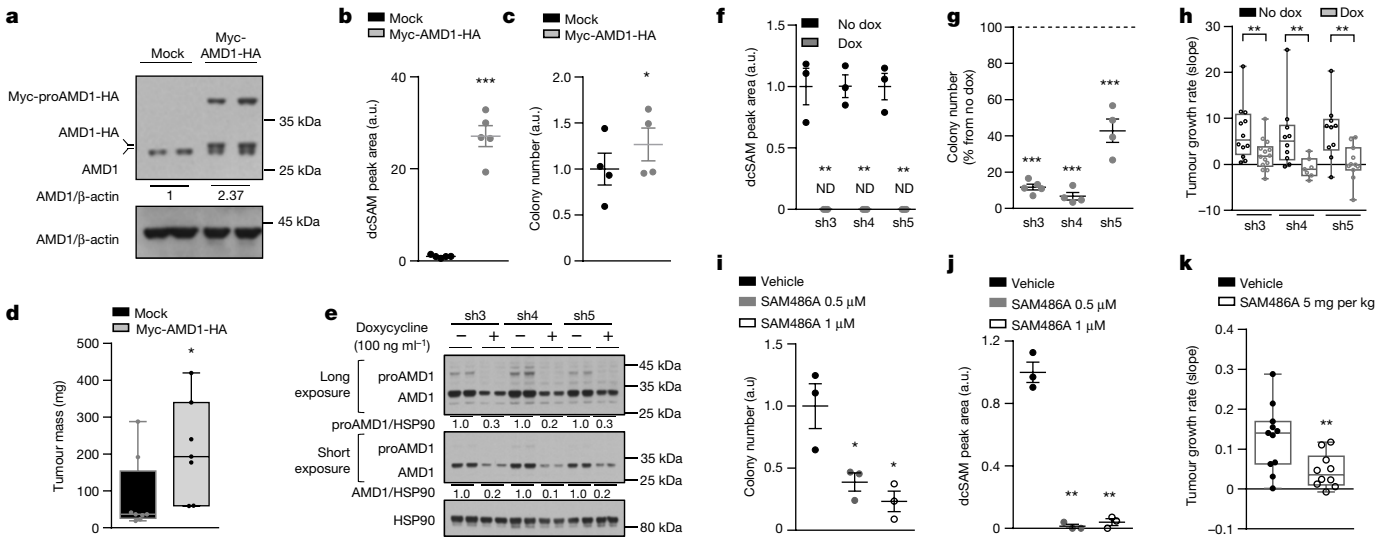 a
Mock
Myc-
AMD1-HA
Myc-proAMD1-HA
35 kDa
AMD1-HA
AMD1
25 kDa
AMD1/β-actin
1
2.37
45 kDa
AMD1/β-actin
b
Mock
Myc-AMD1-HA
dcSAM peak area (a.u.)
40
20
0
***
c
Mock
Myc-AMD1-HA
Colony number (a.u.)
2.0
1.5
1.0
0.5
0
*
d
Mock
Myc-AMD1-HA
Tumour mass (mg)
500
400
300
200
100
0
*
e
sh3 sh4 sh5
Doxycycline
(100 ng ml⁻¹)
− + − + − +
Long
exposure
proAMD1
AMD1
45 kDa
35 kDa
25 kDa
proAMD1/HSP90
1.0 0.3 1.0 0.2 1.0 0.3
Short
exposure
proAMD1
AMD1
35 kDa
25 kDa
AMD1/HSP90
1.0 0.2 1.0 0.1 1.0 0.2
HSP90
80 kDa
f
No dox
Dox
dcSAM peak area (a.u.)
2.0
1.5
1.0
0.5
0
** ** **
ND ND ND
sh3 sh4 sh5
g
Colony number
(% from no dox)
100
80
60
40
20
0
*** *** ***
sh3 sh4 sh5
h
No dox
Dox
Tumour growth rate (slope)
30
20
10
0
−10
** ** **
sh3 sh4 sh5
i
Vehicle
SAM486A 0.5 μM
SAM486A 1 μM
Colony number (a.u)
1.5
1.0
0.5
0
* *
j
Vehicle
SAM486A 0.5 μM
SAM486A 1 μM
dcSAM peak area (a.u.)
1.2
0.8
0.4
0
** **
k
Vehicle
SAM486A 5 mg per kg
Tumour growth rate (slope)
0.4
0.3
0.2
0.1
0
−0.1
**